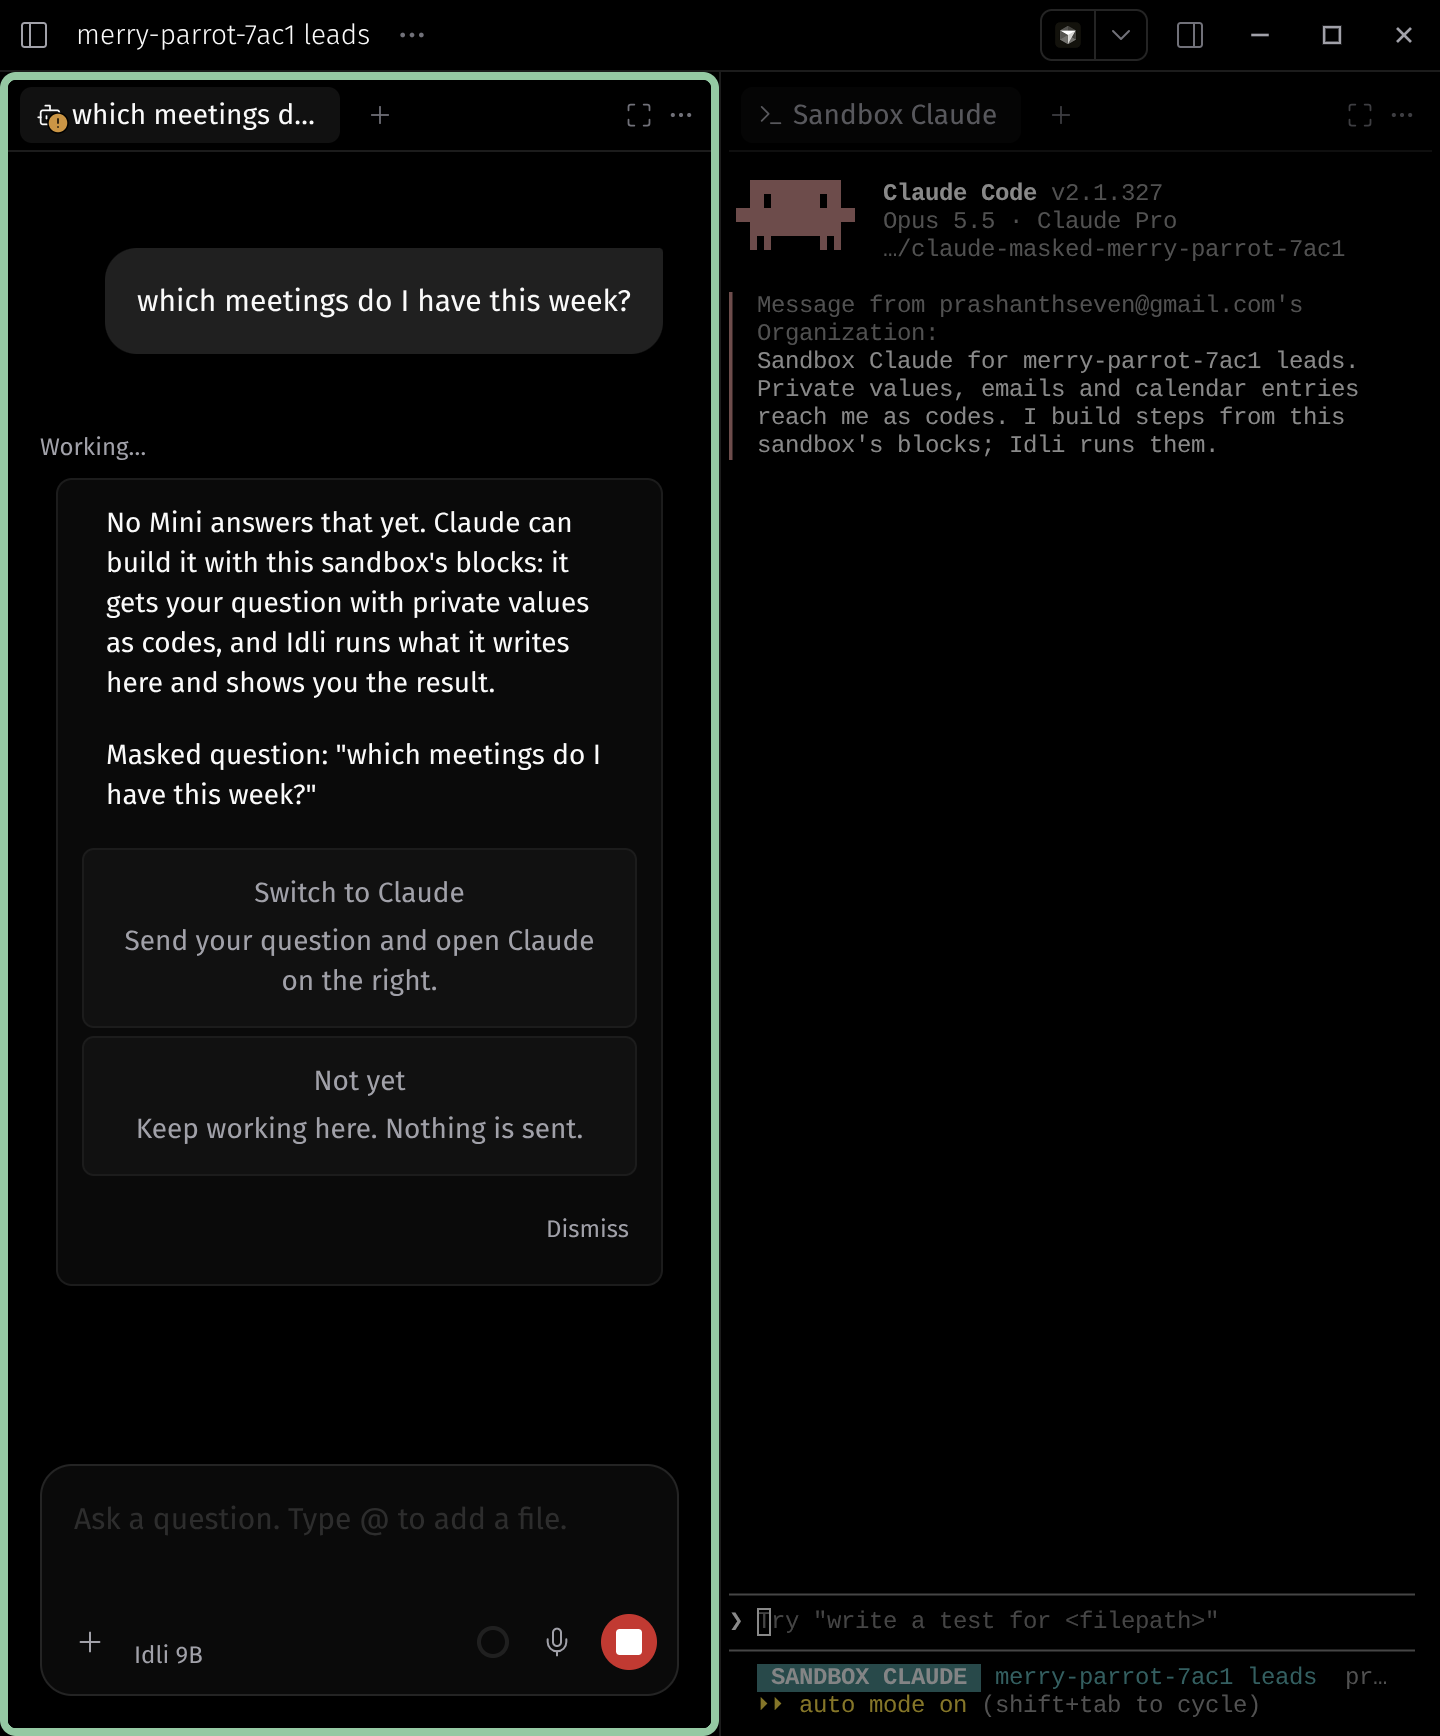 merry-parrot-7ac1 leads
which meetings d...
which meetings do I have this week?
Working...
No Mini answers that yet. Claude can
build it with this sandbox's blocks: it
gets your question with private values
as codes, and Idli runs what it writes
here and shows you the result.
Masked question: "which meetings do I
have this week?"
Switch to Claude
Send your question and open Claude
on the right.
Not yet
Keep working here. Nothing is sent.
Dismiss
Ask a question. Type @ to add a file.
Idli 9B
Sandbox Claude
Claude Code v2.1.327
Opus 5.5 · Claude Pro
…/claude-masked-merry-parrot-7ac1
Message from prashanthseven@gmail.com's
Organization:
Sandbox Claude for merry-parrot-7ac1 leads.
Private values, emails and calendar entries
reach me as codes. I build steps from this
sandbox's blocks; Idli runs them.
❯ Try "write a test for <filepath>"
SANDBOX CLAUDE merry-parrot-7ac1 leads pr…
⏵⏵ auto mode on (shift+tab to cycle)